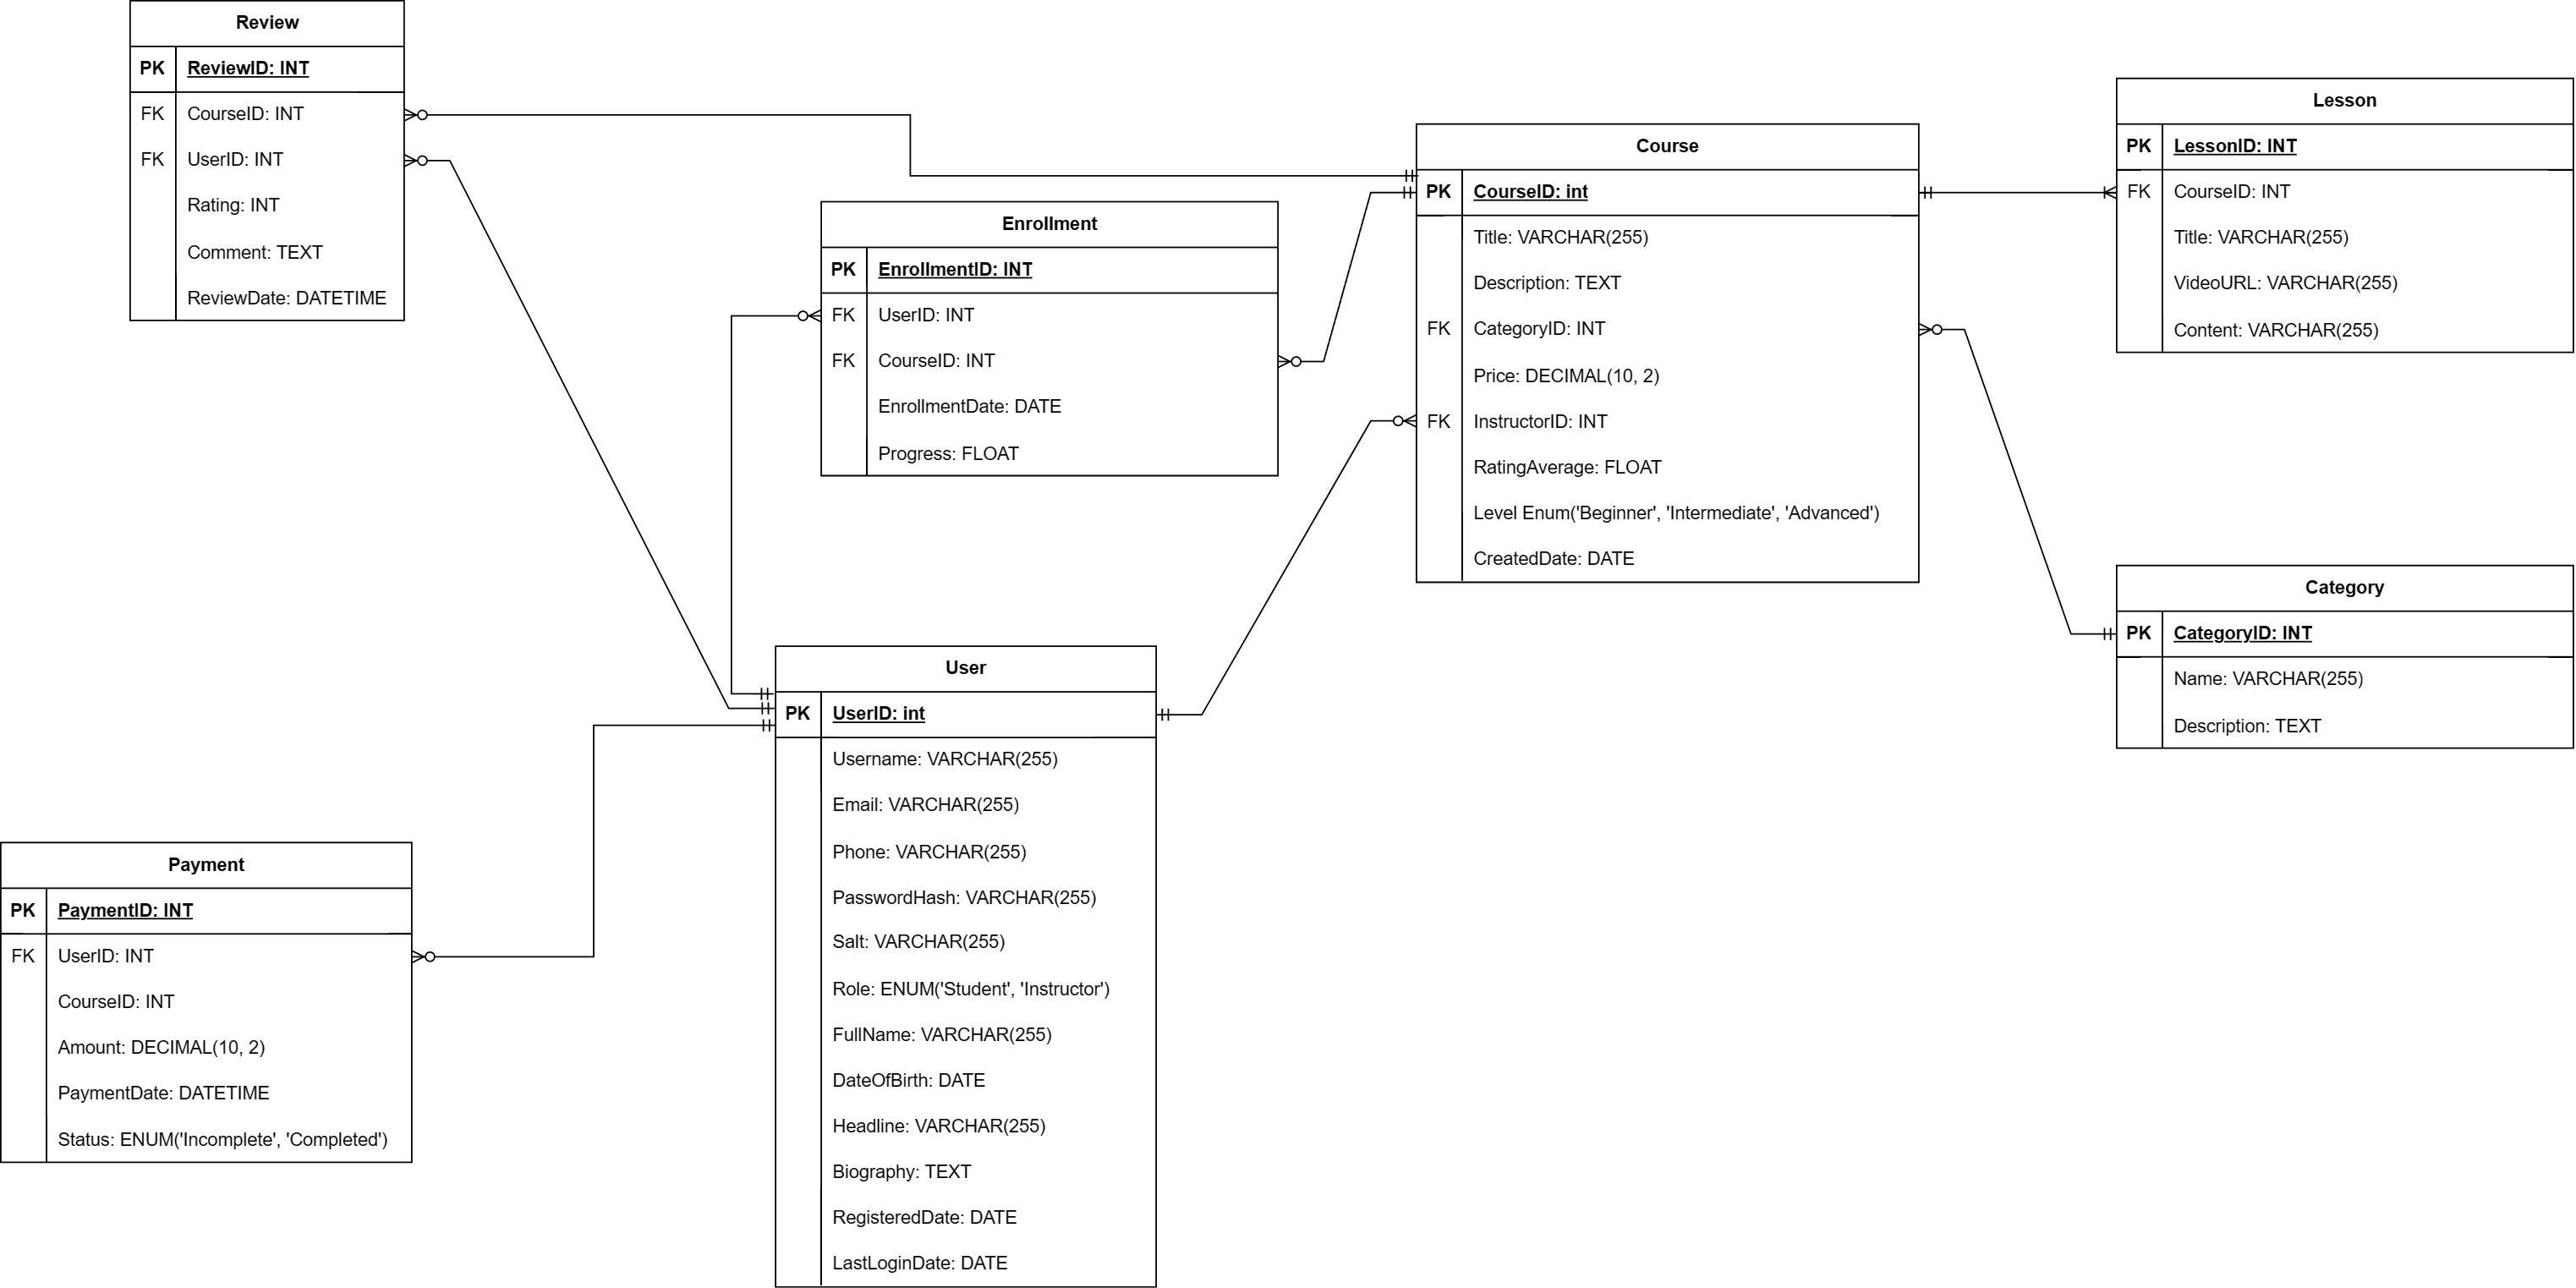 Review
PK ReviewID: INT
FK CourseID: INT
FK UserID: INT
Rating: INT
Comment: TEXT
ReviewDate: DATETIME
Enrollment
PK EnrollmentID: INT
FK UserID: INT
FK CourseID: INT
EnrollmentDate: DATE
Progress: FLOAT
Course
PK CourseID: int
Title: VARCHAR(255)
Description: TEXT
FK CategoryID: INT
Price: DECIMAL(10, 2)
FK InstructorID: INT
RatingAverage: FLOAT
Level Enum('Beginner', 'Intermediate', 'Advanced')
CreatedDate: DATE
Lesson
PK LessonID: INT
FK CourseID: INT
Title: VARCHAR(255)
VideoURL: VARCHAR(255)
Content: VARCHAR(255)
Category
PK CategoryID: INT
Name: VARCHAR(255)
Description: TEXT
User
PK UserID: int
Username: VARCHAR(255)
Email: VARCHAR(255)
Phone: VARCHAR(255)
PasswordHash: VARCHAR(255)
Salt: VARCHAR(255)
Role: ENUM('Student', 'Instructor')
FullName: VARCHAR(255)
DateOfBirth: DATE
Headline: VARCHAR(255)
Biography: TEXT
RegisteredDate: DATE
LastLoginDate: DATE
Payment
PK PaymentID: INT
FK UserID: INT
CourseID: INT
Amount: DECIMAL(10, 2)
PaymentDate: DATETIME
Status: ENUM('Incomplete', 'Completed')